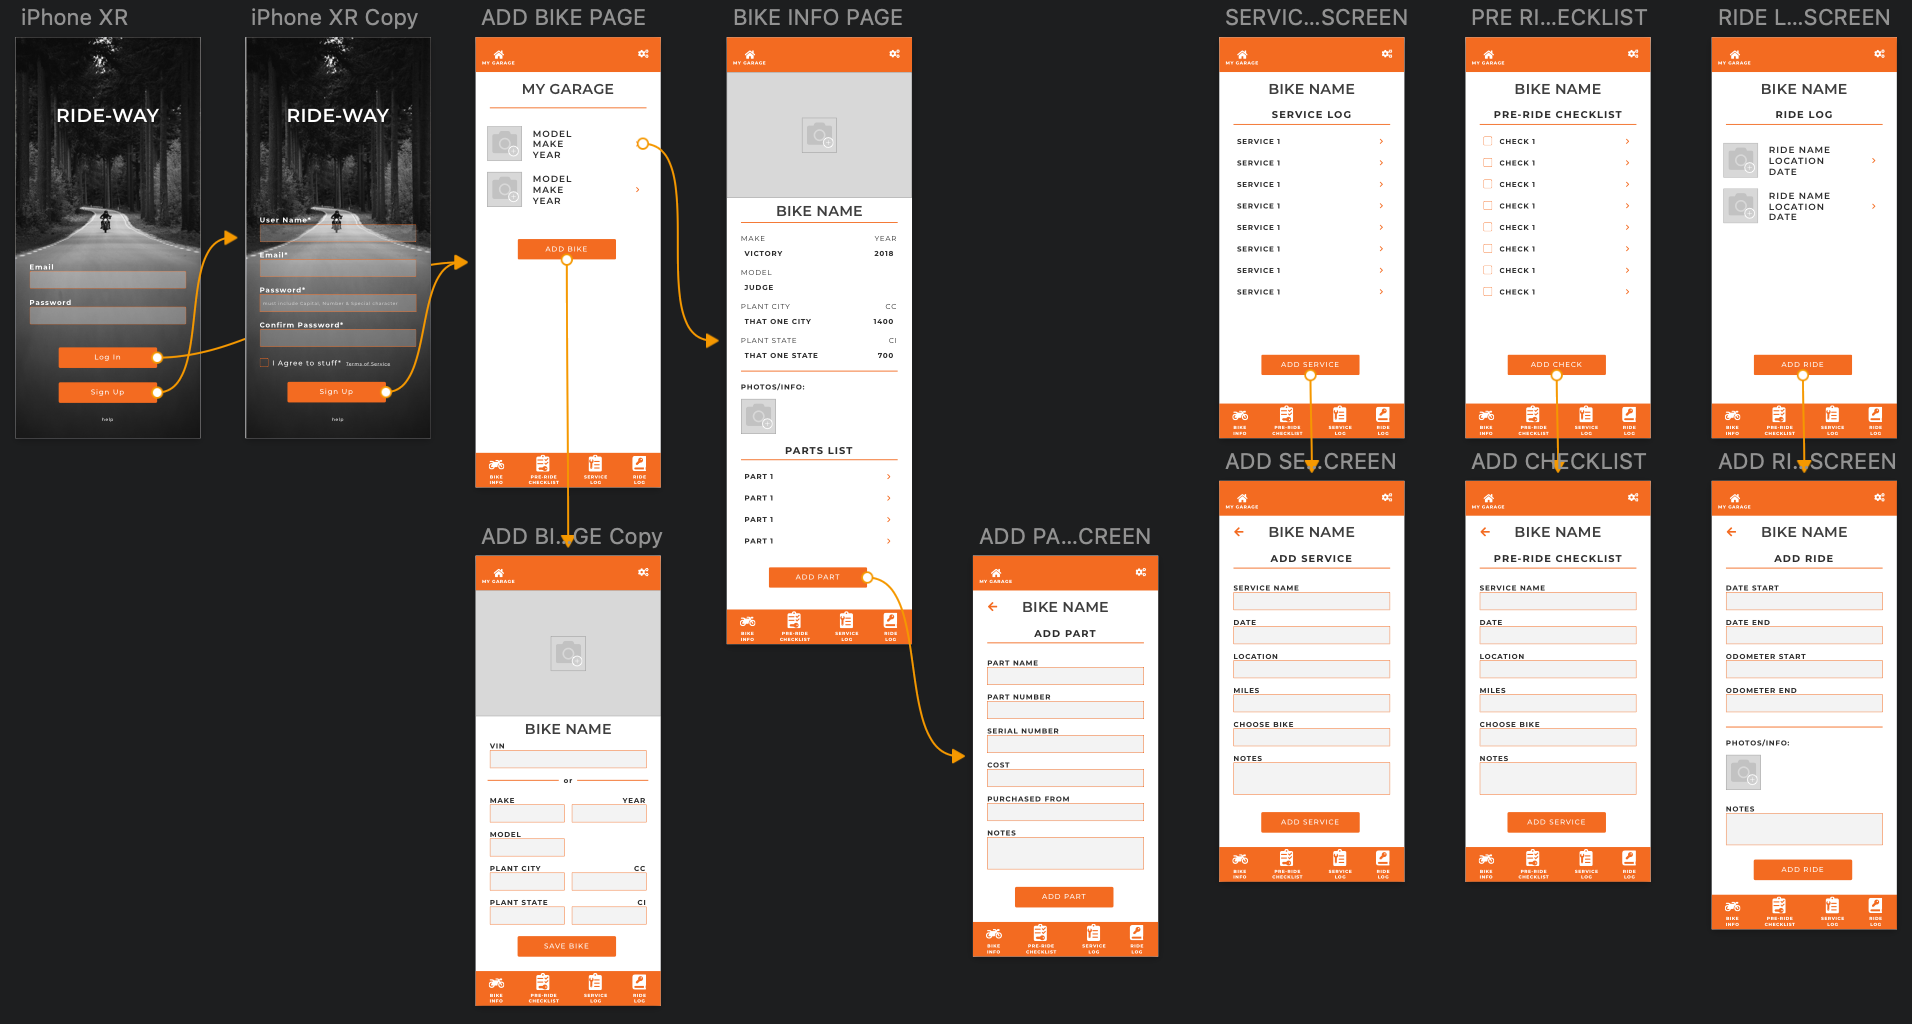 iPhone XR
RIDE-WAY
Email
Password
Log In
Sign Up
help
iPhone XR Copy
RIDE-WAY
User Name*
Email*
Password*
Must Include Capital, Number & Special character
Confirm Password*
I Agree to stuff* Terms of Service
Sign Up
help
ADD BIKE PAGE
MY GARAGE
MY GARAGE
MODEL
MAKE
YEAR
MODEL
MAKE
YEAR
ADD BIKE
BIKE INFO
PRE-RIDE CHECKLIST
SERVICE LOG
RIDE LOG
ADD BI...GE Copy
MY GARAGE
BIKE NAME
VIN
or
MAKE YEAR
MODEL
PLANT CITY CC
PLANT STATE CI
SAVE BIKE
BIKE INFO
PRE-RIDE CHECKLIST
SERVICE LOG
RIDE LOG
BIKE INFO PAGE
MY GARAGE
BIKE NAME
MAKE YEAR
VICTORY 2018
MODEL
JUDGE
PLANT CITY CC
THAT ONE CITY 1400
PLANT STATE CI
THAT ONE STATE 700
PHOTOS/INFO:
PARTS LIST
PART 1
PART 1
PART 1
PART 1
ADD PART
BIKE INFO
PRE-RIDE CHECKLIST
SERVICE LOG
RIDE LOG
ADD PA...CREEN
MY GARAGE
BIKE NAME
ADD PART
PART NAME
PART NUMBER
SERIAL NUMBER
COST
PURCHASED FROM
NOTES
ADD PART
BIKE INFO
PRE-RIDE CHECKLIST
SERVICE LOG
RIDE LOG
SERVIC...SCREEN
MY GARAGE
BIKE NAME
SERVICE LOG
SERVICE 1
SERVICE 1
SERVICE 1
SERVICE 1
SERVICE 1
SERVICE 1
SERVICE 1
SERVICE 1
ADD SERVICE
BIKE INFO
PRE-RIDE CHECKLIST
SERVICE LOG
RIDE LOG
ADD SE...CREEN
MY GARAGE
BIKE NAME
ADD SERVICE
SERVICE NAME
DATE
LOCATION
MILES
CHOOSE BIKE
NOTES
ADD SERVICE
BIKE INFO
PRE-RIDE CHECKLIST
SERVICE LOG
RIDE LOG
PRE RI...ECKLIST
MY GARAGE
BIKE NAME
PRE-RIDE CHECKLIST
CHECK 1
CHECK 1
CHECK 1
CHECK 1
CHECK 1
CHECK 1
CHECK 1
CHECK 1
ADD CHECK
BIKE INFO
PRE-RIDE CHECKLIST
SERVICE LOG
RIDE LOG
ADD CHECKLIST
MY GARAGE
BIKE NAME
PRE-RIDE CHECKLIST
SERVICE NAME
DATE
LOCATION
MILES
CHOOSE BIKE
NOTES
ADD SERVICE
BIKE INFO
PRE-RIDE CHECKLIST
SERVICE LOG
RIDE LOG
RIDE L...SCREEN
MY GARAGE
BIKE NAME
RIDE LOG
RIDE NAME
LOCATION
DATE
RIDE NAME
LOCATION
DATE
ADD RIDE
BIKE INFO
PRE-RIDE CHECKLIST
SERVICE LOG
RIDE LOG
ADD RI...SCREEN
MY GARAGE
BIKE NAME
ADD RIDE
DATE START
DATE END
ODOMETER START
ODOMETER END
PHOTOS/INFO:
NOTES
ADD RIDE
BIKE INFO
PRE-RIDE CHECKLIST
SERVICE LOG
RIDE LOG